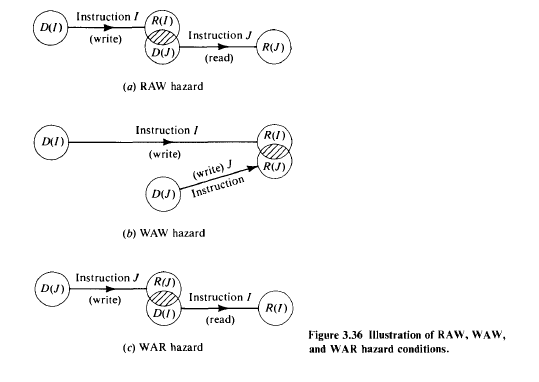 D(I)
Instruction I
(write)
R(I)
D(J)
Instruction J
(read)
R(J)
(a) RAW hazard
D(I)
Instruction I
(write)
R(I)
R(J)
D(J)
(write) J
Instruction
(b) WAW hazard
D(J)
Instruction J
(write)
R(J)
D(I)
Instruction I
(read)
R(I)
(c) WAR hazard
Figure 3.36 Illustration of RAW, WAW,
and WAR hazard conditions.